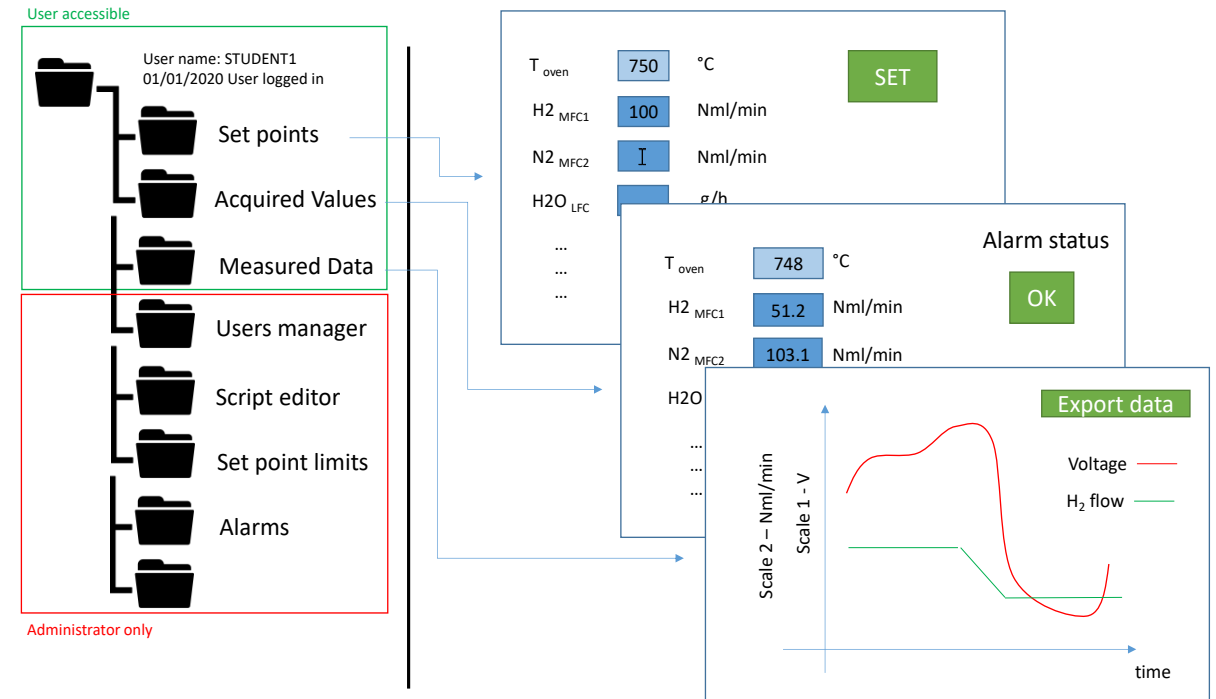 User accessible
User name: STUDENT1
01/01/2020 User logged in
Set points
Acquired Values
Measured Data
Users manager
Script editor
Set point limits
Alarms
Administrator only
T oven 750 °C
SET
H2 MFC1 100 Nml/min
N2 MFC2 Nml/min
H2O LFC g/h
...
...
...
Alarm status
T oven 748 °C
OK
H2 MFC1 51.2 Nml/min
N2 MFC2 103.1 Nml/min
H2O
...
...
...
Export data
Voltage
H2 flow
Scale 2 – Nml/min
Scale 1 - V
time